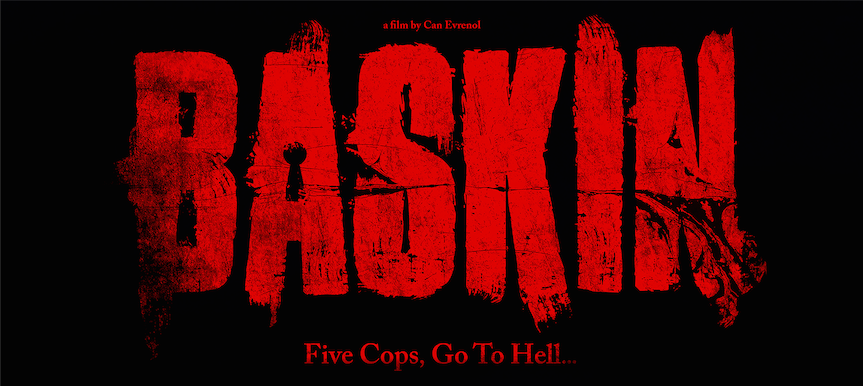 a film by Can Evrenol
BASKIN
Five Cops, Go To Hell...